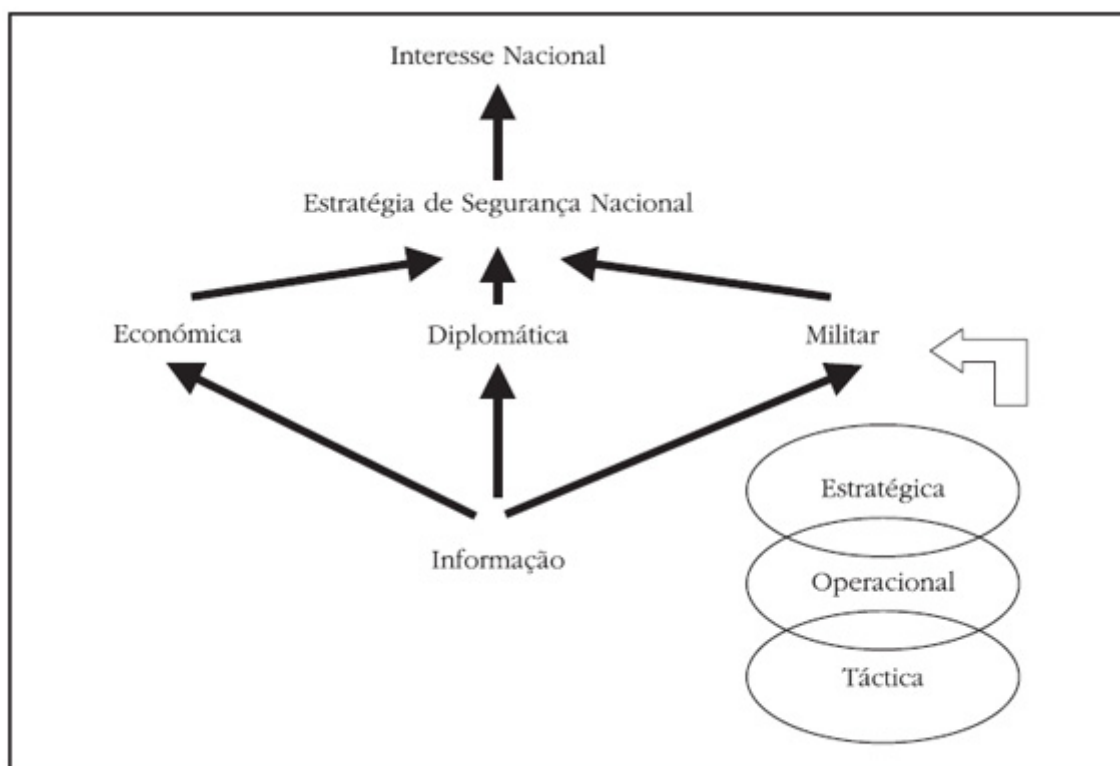 Interesse Nacional
Estratégia de Segurança Nacional
Económica
Diplomática
Militar
Informação
Estratégica
Operacional
Táctica